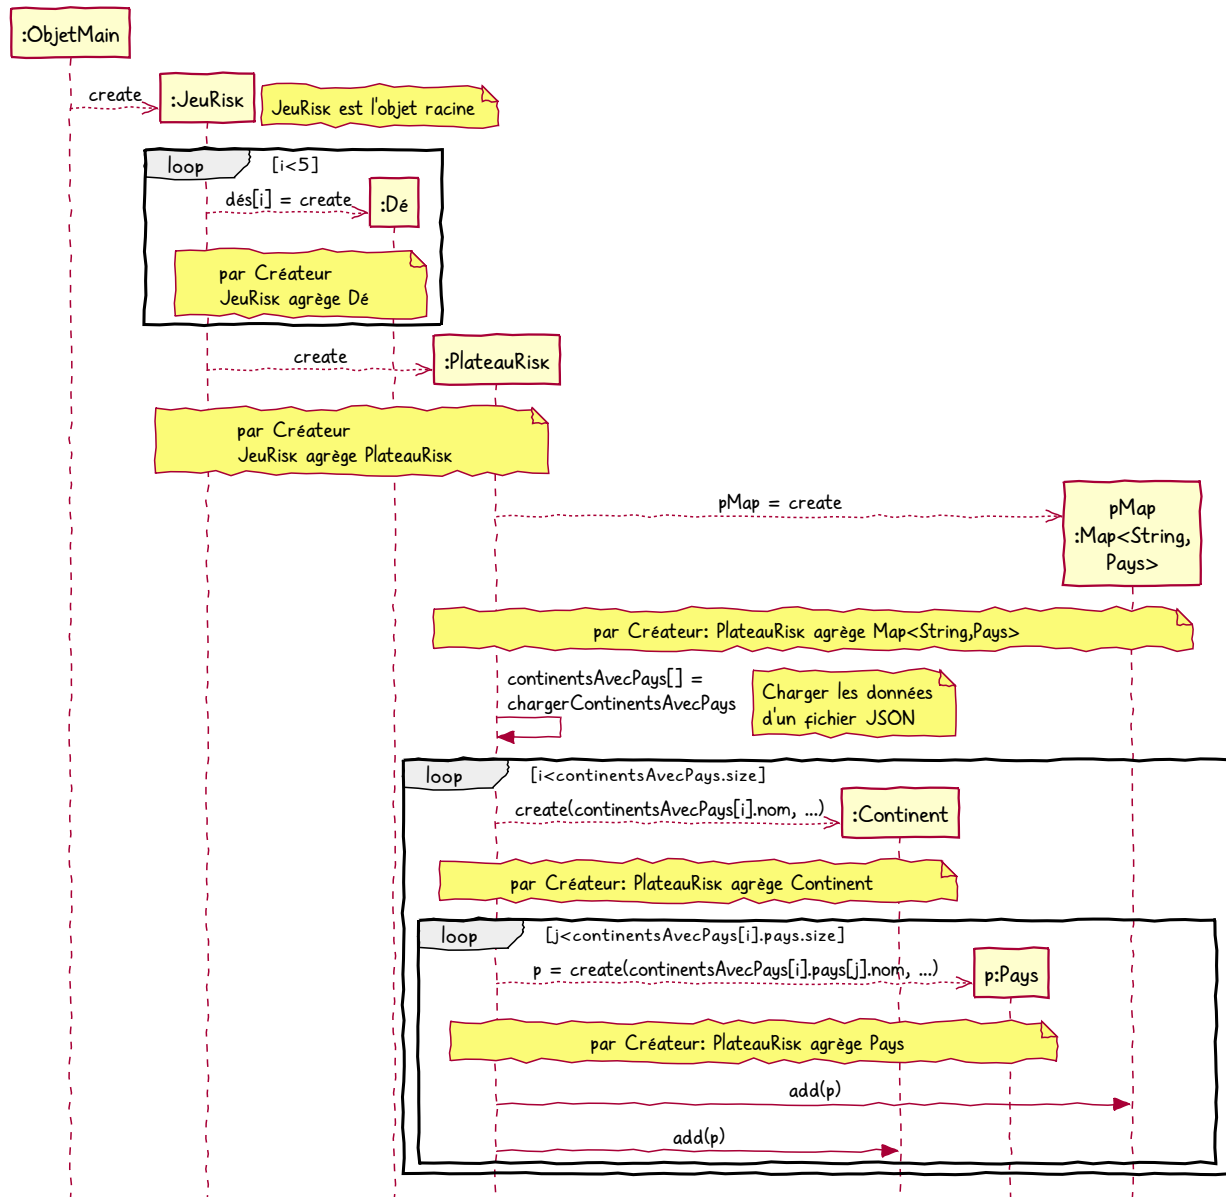 :ObjetMain
create
:JeuRisk
JeuRisk est l'objet racine
loop
[i<5]
dés[i] = create
:Dé
par Créateur
JeuRisk agrège Dé
create
:PlateauRisk
par Créateur
JeuRisk agrège PlateauRisk
pMap = create
pMap
:Map<String,
Pays>
par Créateur: PlateauRisk agrège Map<String,Pays>
continentsAvecPays[] =
chargerContinentsAvecPays
Charger les données
d'un fichier JSON
loop
[i<continentsAvecPays.size]
create(continentsAvecPays[i].nom, ...)
:Continent
par Créateur: PlateauRisk agrège Continent
loop
[j<continentsAvecPays[i].pays.size]
p = create(continentsAvecPays[i].pays[j].nom, ...)
p:Pays
par Créateur: PlateauRisk agrège Pays
add(p)
add(p)